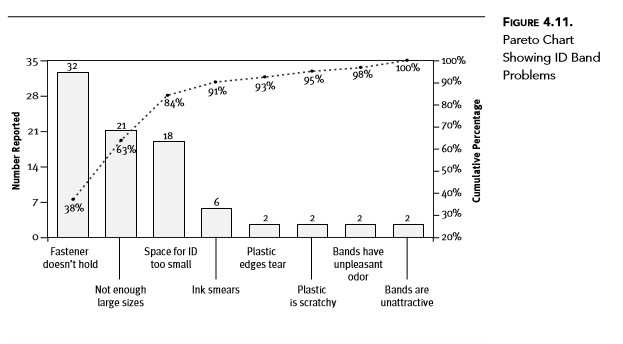 FIGURE 4.11.
Pareto Chart
Showing ID Band
Problems
Number Reported
35
28
21
14
7
0
32
21
18
6
2
2
2
2
38%
63%
84%
91%
93%
95%
98%
100%
100%
90%
80%
70%
60%
50%
40%
30%
20%
Cumulative Percentage
Fastener
doesn't hold
Not enough
large sizes
Space for ID
too small
Ink smears
Plastic
edges tear
Plastic
is scratchy
Bands have
unpleasant
odor
Bands are
unattractive